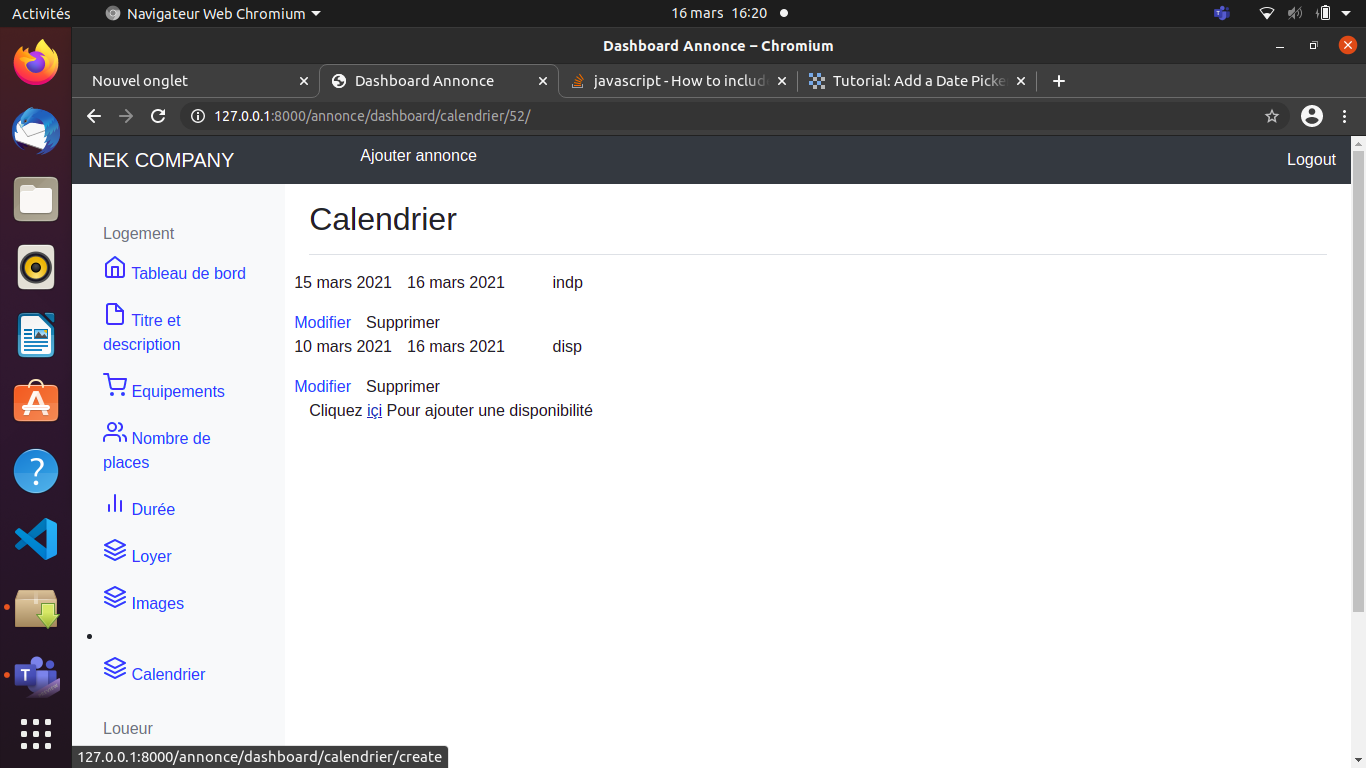 Activités Navigateur Web Chromium 16 mars 16:20
Dashboard Annonce – Chromium
Nouvel onglet Dashboard Annonce javascript - How to include Tutorial: Add a Date Picke
127.0.0.1:8000/annonce/dashboard/calendrier/52/
NEK COMPANY Ajouter annonce Logout
Calendrier
Logement
Tableau de bord
Titre et
description
Equipements
Nombre de
places
Durée
Loyer
Images
Calendrier
Loueur
15 mars 2021 16 mars 2021 indp
Modifier Supprimer
10 mars 2021 16 mars 2021 disp
Modifier Supprimer
Cliquez içi Pour ajouter une disponibilité
127.0.0.1:8000/annonce/dashboard/calendrier/create